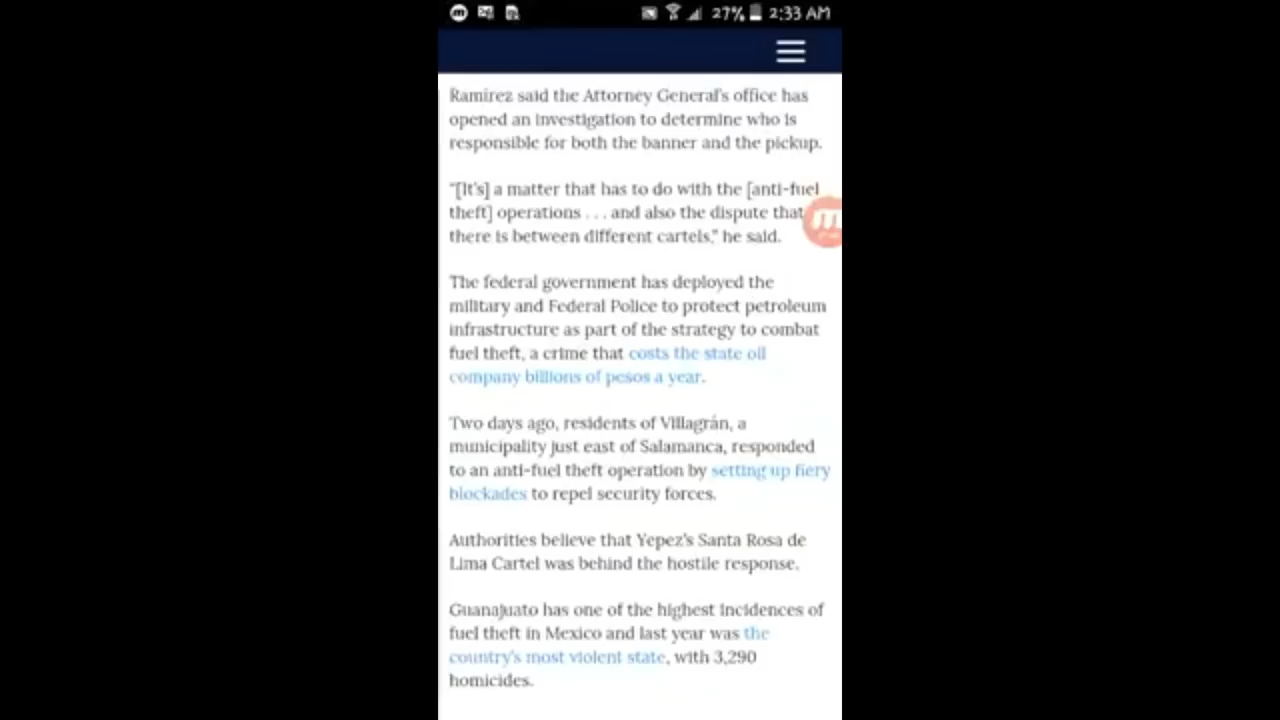 27% 2:33 AM
Ramirez said the Attorney General's office has
opened an investigation to determine who is
responsible for both the banner and the pickup.
"[It's] a matter that has to do with the [anti-fuel
theft] operations . . . and also the dispute that
there is between different cartels," he said.
The federal government has deployed the
military and Federal Police to protect petroleum
infrastructure as part of the strategy to combat
fuel theft, a crime that costs the state oil
company billions of pesos a year.
Two days ago, residents of Villagrán, a
municipality just east of Salamanca, responded
to an anti-fuel theft operation by setting up fiery
blockades to repel security forces.
Authorities believe that Yepez's Santa Rosa de
Lima Cartel was behind the hostile response.
Guanajuato has one of the highest incidences of
fuel theft in Mexico and last year was the
country's most violent state, with 3,290
homicides.